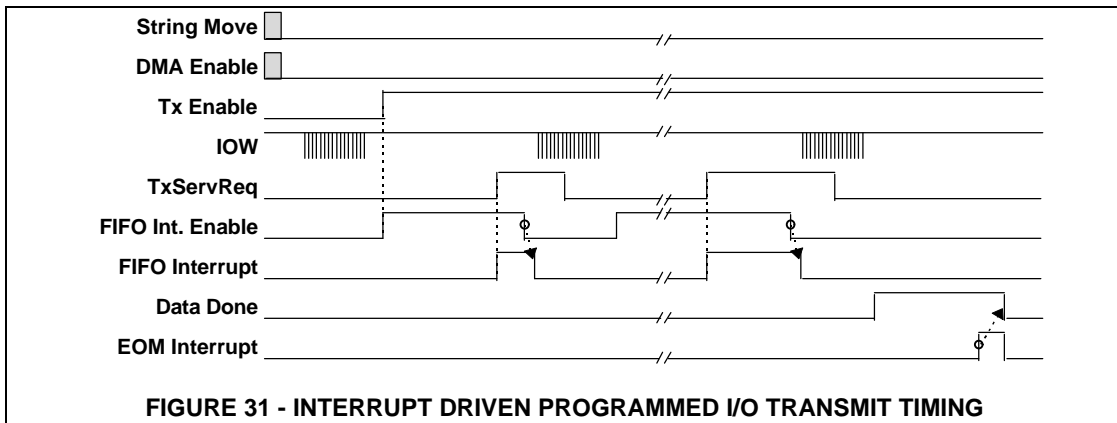 String Move
DMA Enable
Tx Enable
IOW
TxServReq
FIFO Int. Enable
FIFO Interrupt
Data Done
EOM Interrupt
FIGURE 31 - INTERRUPT DRIVEN PROGRAMMED I/O TRANSMIT TIMING